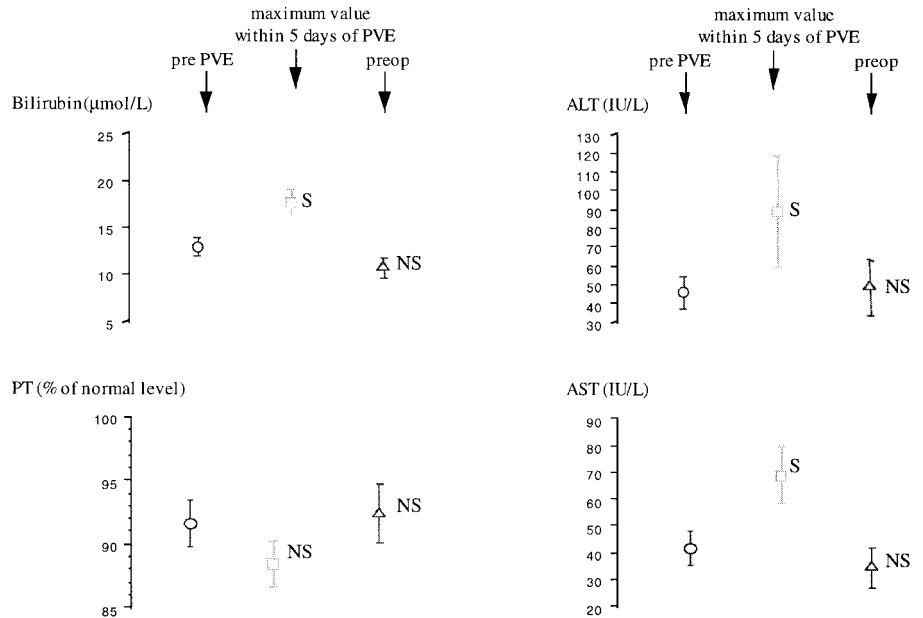 maximum value
within 5 days of PVE
pre PVE
preop
Bilirubin (µmol/L)
25
20
15
10
5
S
NS
maximum value
within 5 days of PVE
pre PVE
preop
ALT (IU/L)
130
120
110
100
90
80
70
60
50
40
30
S
NS
PT (% of normal level)
100
95
90
85
NS
NS
AST (IU/L)
90
80
70
60
50
40
30
20
S
NS